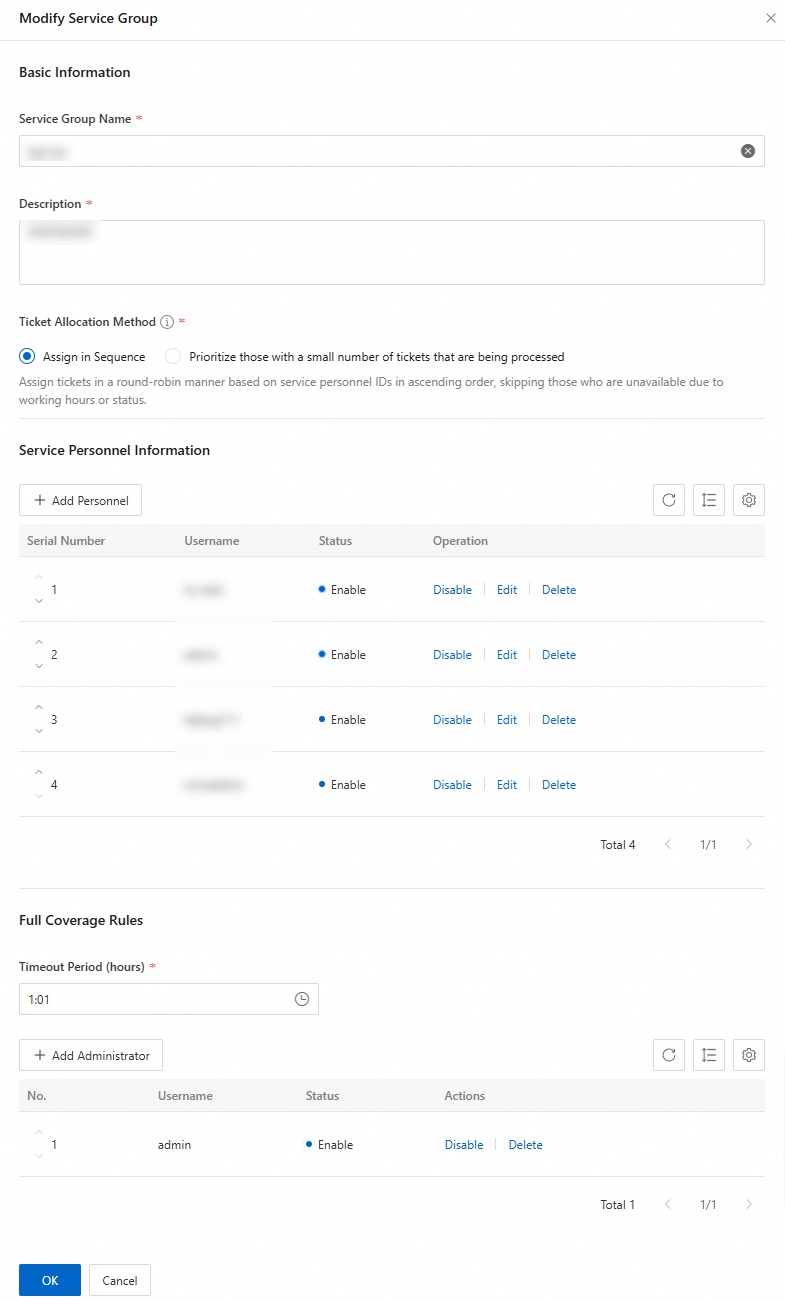 Modify Service Group
Basic Information
Service Group Name *
Description *
Ticket Allocation Method *
Assign in Sequence Prioritize those with a small number of tickets that are being processed
Assign tickets in a round-robin manner based on service personnel IDs in ascending order, skipping those who are unavailable due to
working hours or status.
Service Personnel Information
+ Add Personnel
Serial Number Username Status Operation
1 Enable Disable Edit Delete
2 Enable Disable Edit Delete
3 Enable Disable Edit Delete
4 Enable Disable Edit Delete
Total 4 1/1
Full Coverage Rules
Timeout Period (hours) *
1:01
+ Add Administrator
No. Username Status Actions
1 admin Enable Disable Delete
Total 1 1/1
OK Cancel